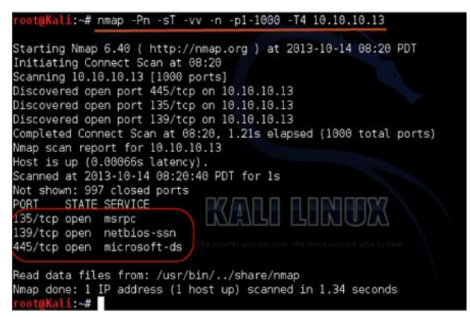 root@Kali:~# nmap -Pn -sT -vv -n -p1-1000 -T4 10.10.10.13
Starting Nmap 6.40 ( http://nmap.org ) at 2013-10-14 08:20 PDT
Initiating Connect Scan at 08:20
Scanning 10.10.10.13 [1000 ports]
Discovered open port 445/tcp on 10.10.10.13
Discovered open port 135/tcp on 10.10.10.13
Discovered open port 139/tcp on 10.10.10.13
Completed Connect Scan at 08:20, 1.21s elapsed (1000 total ports)
Nmap scan report for 10.10.10.13
Host is up (0.00066s latency).
Scanned at 2013-10-14 08:20:40 PDT for 1s
Not shown: 997 closed ports
PORT    STATE SERVICE
135/tcp open  msrpc
139/tcp open  netbios-ssn
445/tcp open  microsoft-ds
KALI LINUX
The quieter you become, the more you are able to hear
Read data files from: /usr/bin/../share/nmap
Nmap done: 1 IP address (1 host up) scanned in 1.34 seconds
root@Kali:~#